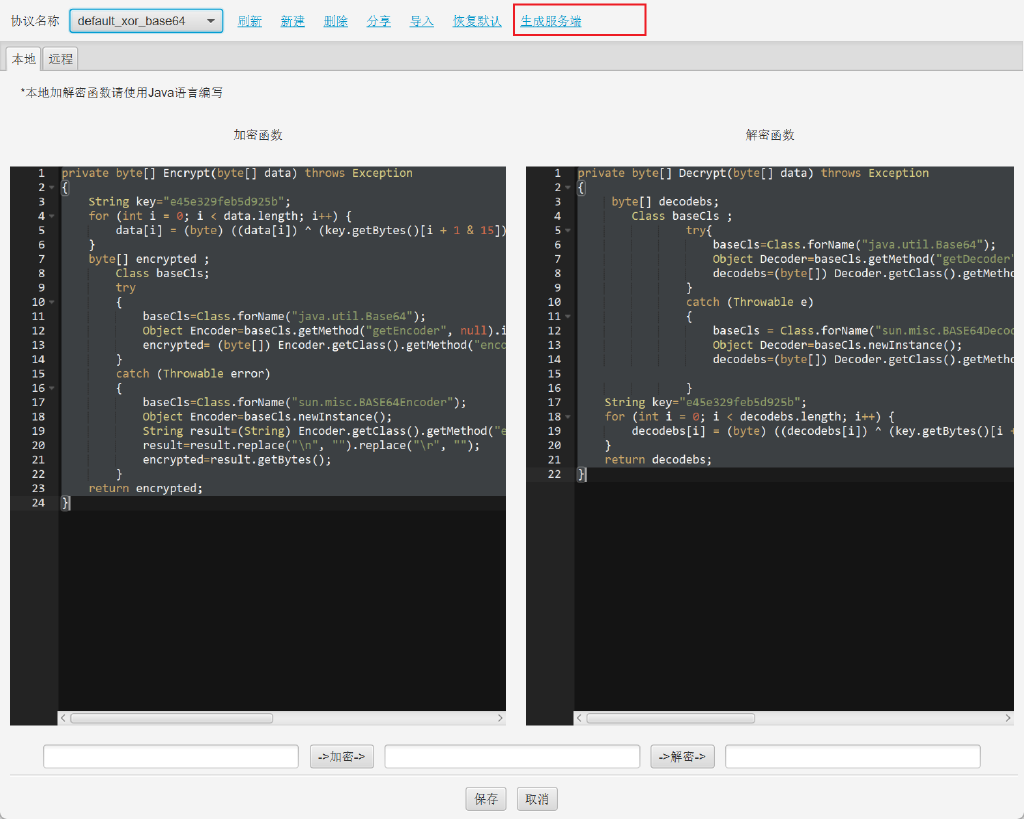 协议名称 default_xor_base64 刷新 新建 删除 分享 导入 恢复默认 生成服务端
本地 远程
*本地加解密函数请使用Java语言编写
加密函数
1 private byte[] Encrypt(byte[] data) throws Exception
2 {
3 String key="e45e329feb5d925b";
4 for (int i = 0; i < data.length; i++) {
5 data[i] = (byte) ((data[i]) ^ (key.getBytes()[i + 1 & 15])
6 }
7 byte[] encrypted ;
8 Class baseCls;
9 try
10 {
11 baseCls=Class.forName("java.util.Base64");
12 Object Encoder=baseCls.getMethod("getEncoder", null).i
13 encrypted= (byte[]) Encoder.getClass().getMethod("enco
14 }
15 catch (Throwable error)
16 {
17 baseCls=Class.forName("sun.misc.BASE64Encoder");
18 Object Encoder=baseCls.newInstance();
19 String result=(String) Encoder.getClass().getMethod("e
20 result=result.replace("\n", "").replace("\r", "");
21 encrypted=result.getBytes();
22 }
23 return encrypted;
24 }
解密函数
1 private byte[] Decrypt(byte[] data) throws Exception
2 {
3 byte[] decodebs;
4 Class baseCls ;
5 try{
6 baseCls=Class.forName("java.util.Base64");
7 Object Decoder=baseCls.getMethod("getDecoder"
8 decodebs=(byte[]) Decoder.getClass().getMetho
9 }
10 catch (Throwable e)
11 {
12 baseCls = Class.forName("sun.misc.BASE64Deco
13 Object Decoder=baseCls.newInstance();
14 decodebs=(byte[]) Decoder.getClass().getMetho
15
16 }
17 String key="e45e329feb5d925b";
18 for (int i = 0; i < decodebs.length; i++) {
19 decodebs[i] = (byte) ((decodebs[i]) ^ (key.getBytes()[i +
20 }
21 return decodebs;
22 }
->加密-> ->解密->
保存 取消